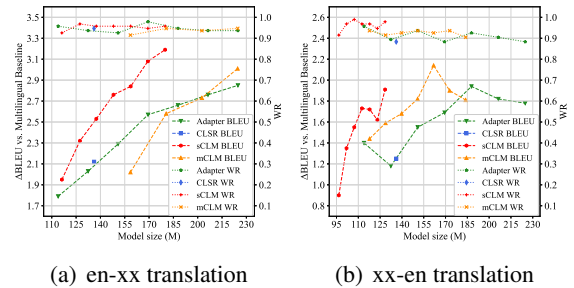 3.5 3.3 3.1 2.9 2.7 2.5 2.3 2.1 1.9 1.7
ΔBLEU vs. Multilingual Baseline
1.0 0.9 0.8 0.7 0.6 0.5 0.4 0.3 0.2 0.1
WR
Adapter BLEU
CLSR BLEU
sCLM BLEU
mCLM BLEU
Adapter WR
CLSR WR
sCLM WR
mCLM WR
110 125 140 155 170 185 200 215 230
Model size (M)
(a) en-xx translation
2.6 2.4 2.2 2.0 1.8 1.6 1.4 1.2 1.0 0.8
ΔBLEU vs. Multilingual Baseline
1.0 0.9 0.8 0.7 0.6 0.5 0.4 0.3 0.2 0.1
WR
Adapter BLEU
CLSR BLEU
sCLM BLEU
mCLM BLEU
Adapter WR
CLSR WR
sCLM WR
mCLM WR
95 110 125 140 155 170 185 200 215 230
Model size (M)
(b) xx-en translation